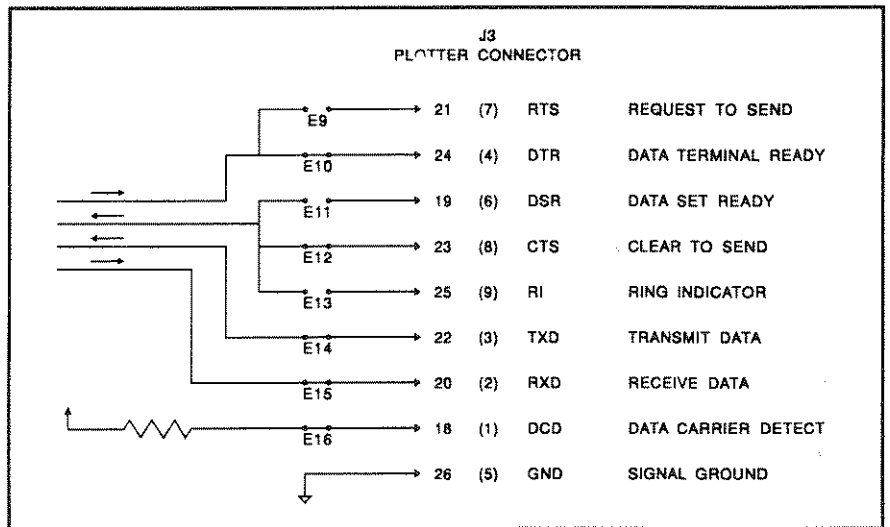 J3
PLOTTER CONNECTOR
E9 21 (7) RTS REQUEST TO SEND
E10 24 (4) DTR DATA TERMINAL READY
E11 19 (6) DSR DATA SET READY
E12 23 (8) CTS CLEAR TO SEND
E13 25 (9) RI RING INDICATOR
E14 22 (3) TXD TRANSMIT DATA
E15 20 (2) RXD RECEIVE DATA
E16 18 (1) DCD DATA CARRIER DETECT
26 (5) GND SIGNAL GROUND